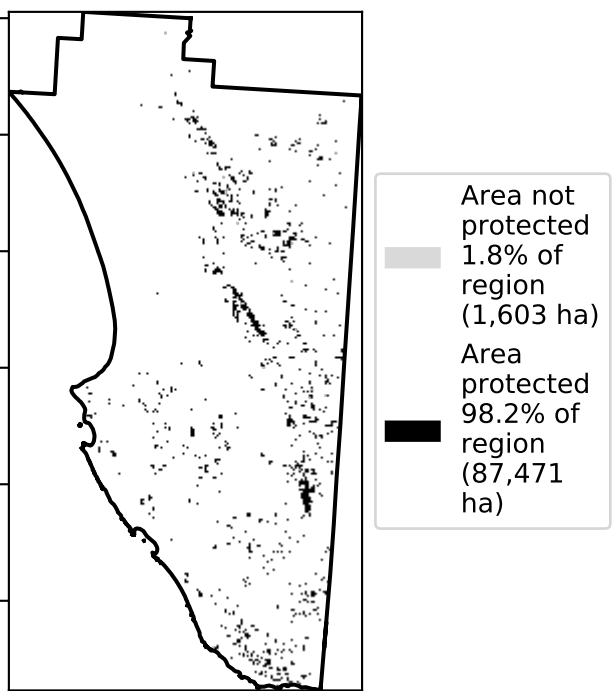 Area not
protected
1.8% of
region
(1,603 ha)
Area
protected
98.2% of
region
(87,471
ha)